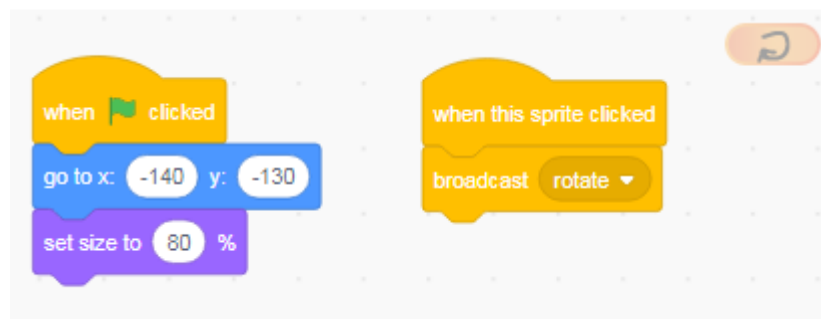 when clicked
go to x: -140 y: -130
set size to 80 %
when this sprite clicked
broadcast rotate